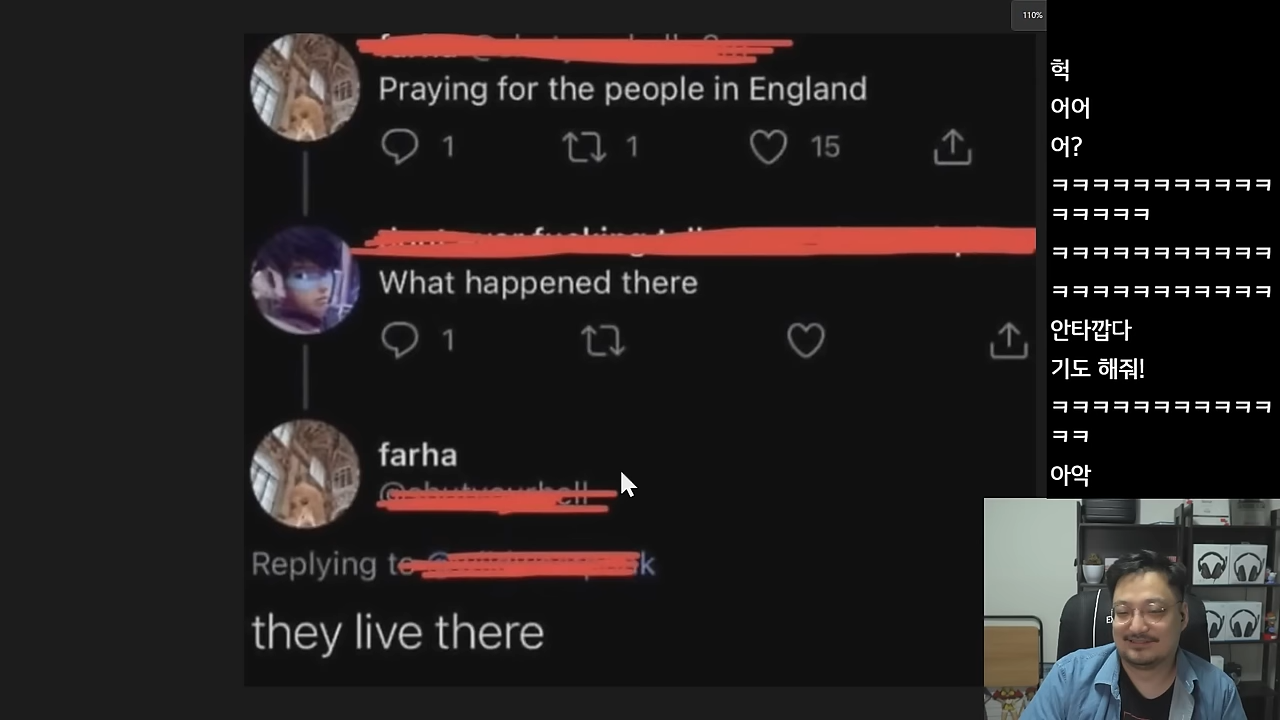 110%
Praying for the people in England
1
1
15
What happened there
1
farha
Replying to
they live there
헉
어어
어?
ㅋㅋㅋㅋㅋㅋㅋㅋㅋㅋㅋ
ㅋㅋㅋㅋㅋ
ㅋㅋㅋㅋㅋㅋㅋㅋㅋㅋㅋ
ㅋㅋㅋㅋㅋㅋㅋㅋㅋㅋㅋ
안타깝다
기도 해줘!
ㅋㅋㅋㅋㅋㅋㅋㅋㅋㅋㅋ
ㅋㅋ
아악